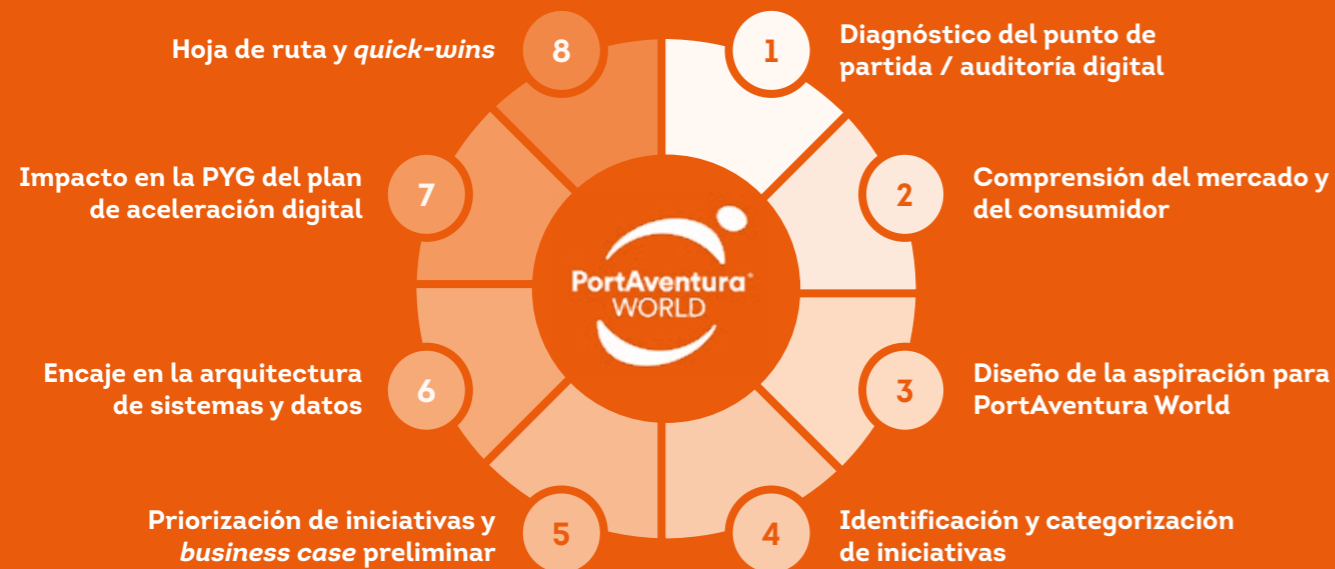 1
Diagnóstico del punto de
partida / auditoría digital
2
Comprensión del mercado y
del consumidor
3
Diseño de la aspiración para
PortAventura World
4
Identificación y categorización
de iniciativas
5
Priorización de iniciativas y
business case preliminar
6
Encaje en la arquitectura
de sistemas y datos
7
Impacto en la PYG del plan
de aceleración digital
8
Hoja de ruta y quick-wins
PortAventura®
WORLD